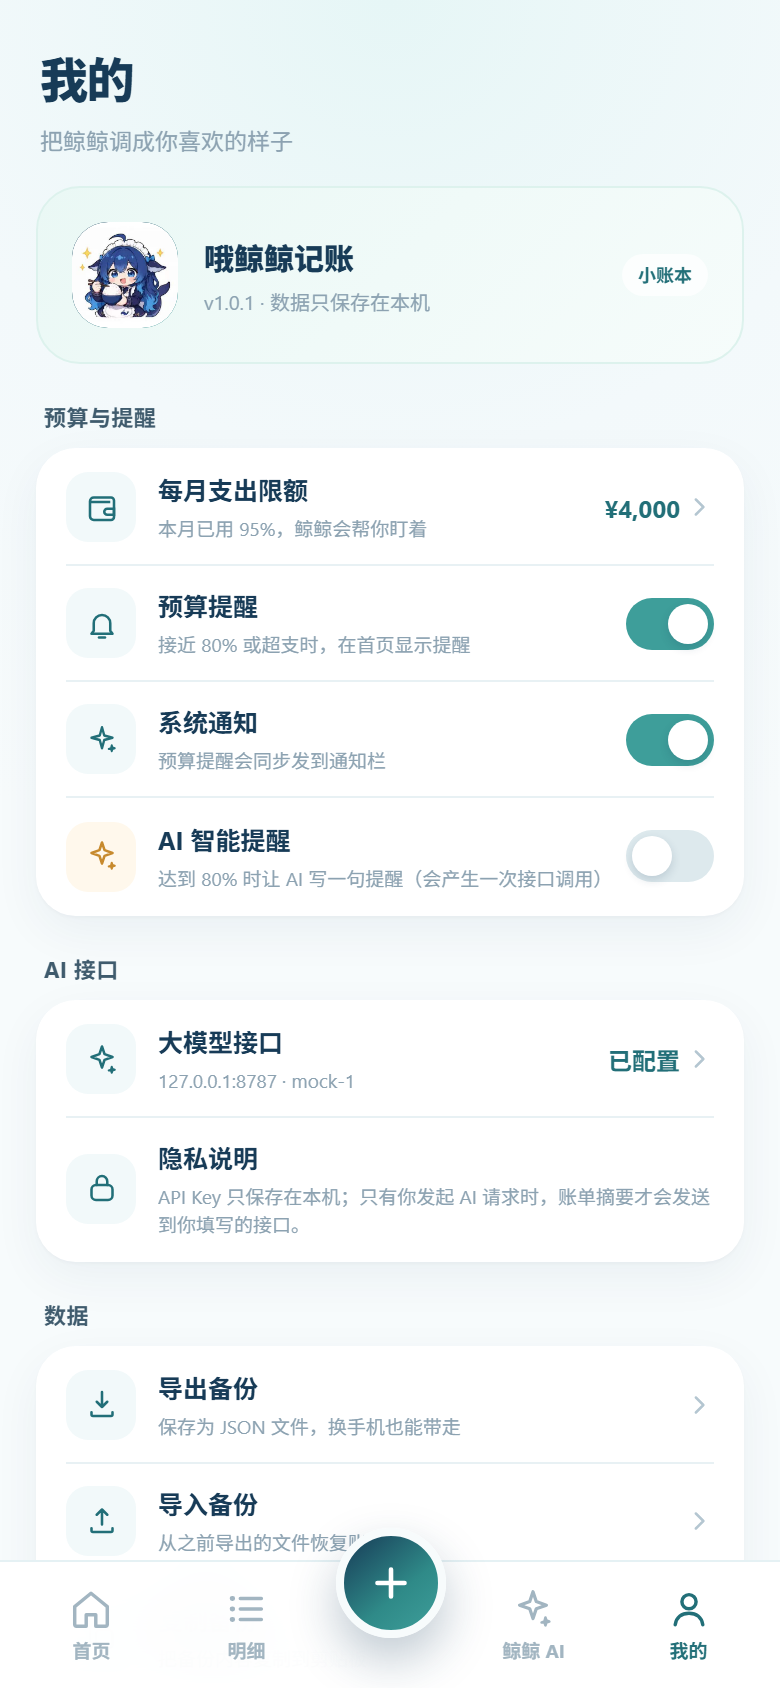 我的
把鲸鲸调成你喜欢的样子
哦鲸鲸记账
v1.0.1 · 数据只保存在本机
小账本
预算与提醒
每月支出限额
本月已用 95%，鲸鲸会帮你盯着
¥4,000
预算提醒
接近 80% 或超支时，在首页显示提醒
系统通知
预算提醒会同步发到通知栏
AI 智能提醒
达到 80% 时让 AI 写一句提醒（会产生一次接口调用）
AI 接口
大模型接口
127.0.0.1:8787 · mock-1
已配置
隐私说明
API Key 只保存在本机；只有你发起 AI 请求时，账单摘要才会发送
到你填写的接口。
数据
导出备份
保存为 JSON 文件，换手机也能带走
导入备份
从之前导出的文件恢复
首页
明细
鲸鲸 AI
我的